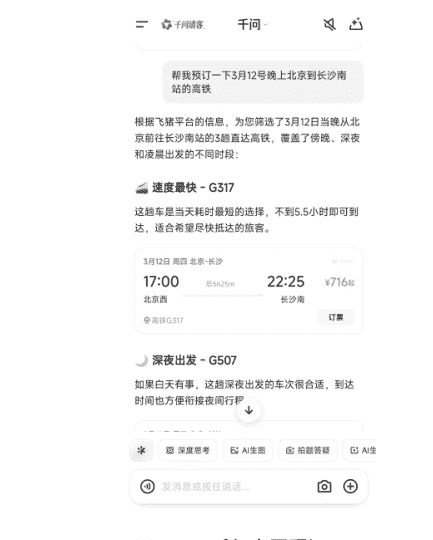 千问请客
千问
帮我预订一下3月12号晚上北京到长沙南
站的高铁
根据飞猪平台的信息，为您筛选了3月12日当晚从北
京前往长沙南站的3趟直达高铁，覆盖了傍晚、深夜
和凌晨出发的不同时段：
速度最快 - G317
这趟车是当天耗时最短的选择，不到5.5小时即可到
达，适合希望尽快抵达的旅客。
3月12日 周四 北京-长沙
17:00 总5h25m 22:25 ¥716起
北京西 长沙南
高铁G317 订票
深夜出发 - G507
如果白天有事，这趟深夜出发的车次很合适，到达
时间也方便衔接夜间行程
深度思考 AI生图 拍题答疑 AI生
发消息或按住说话...